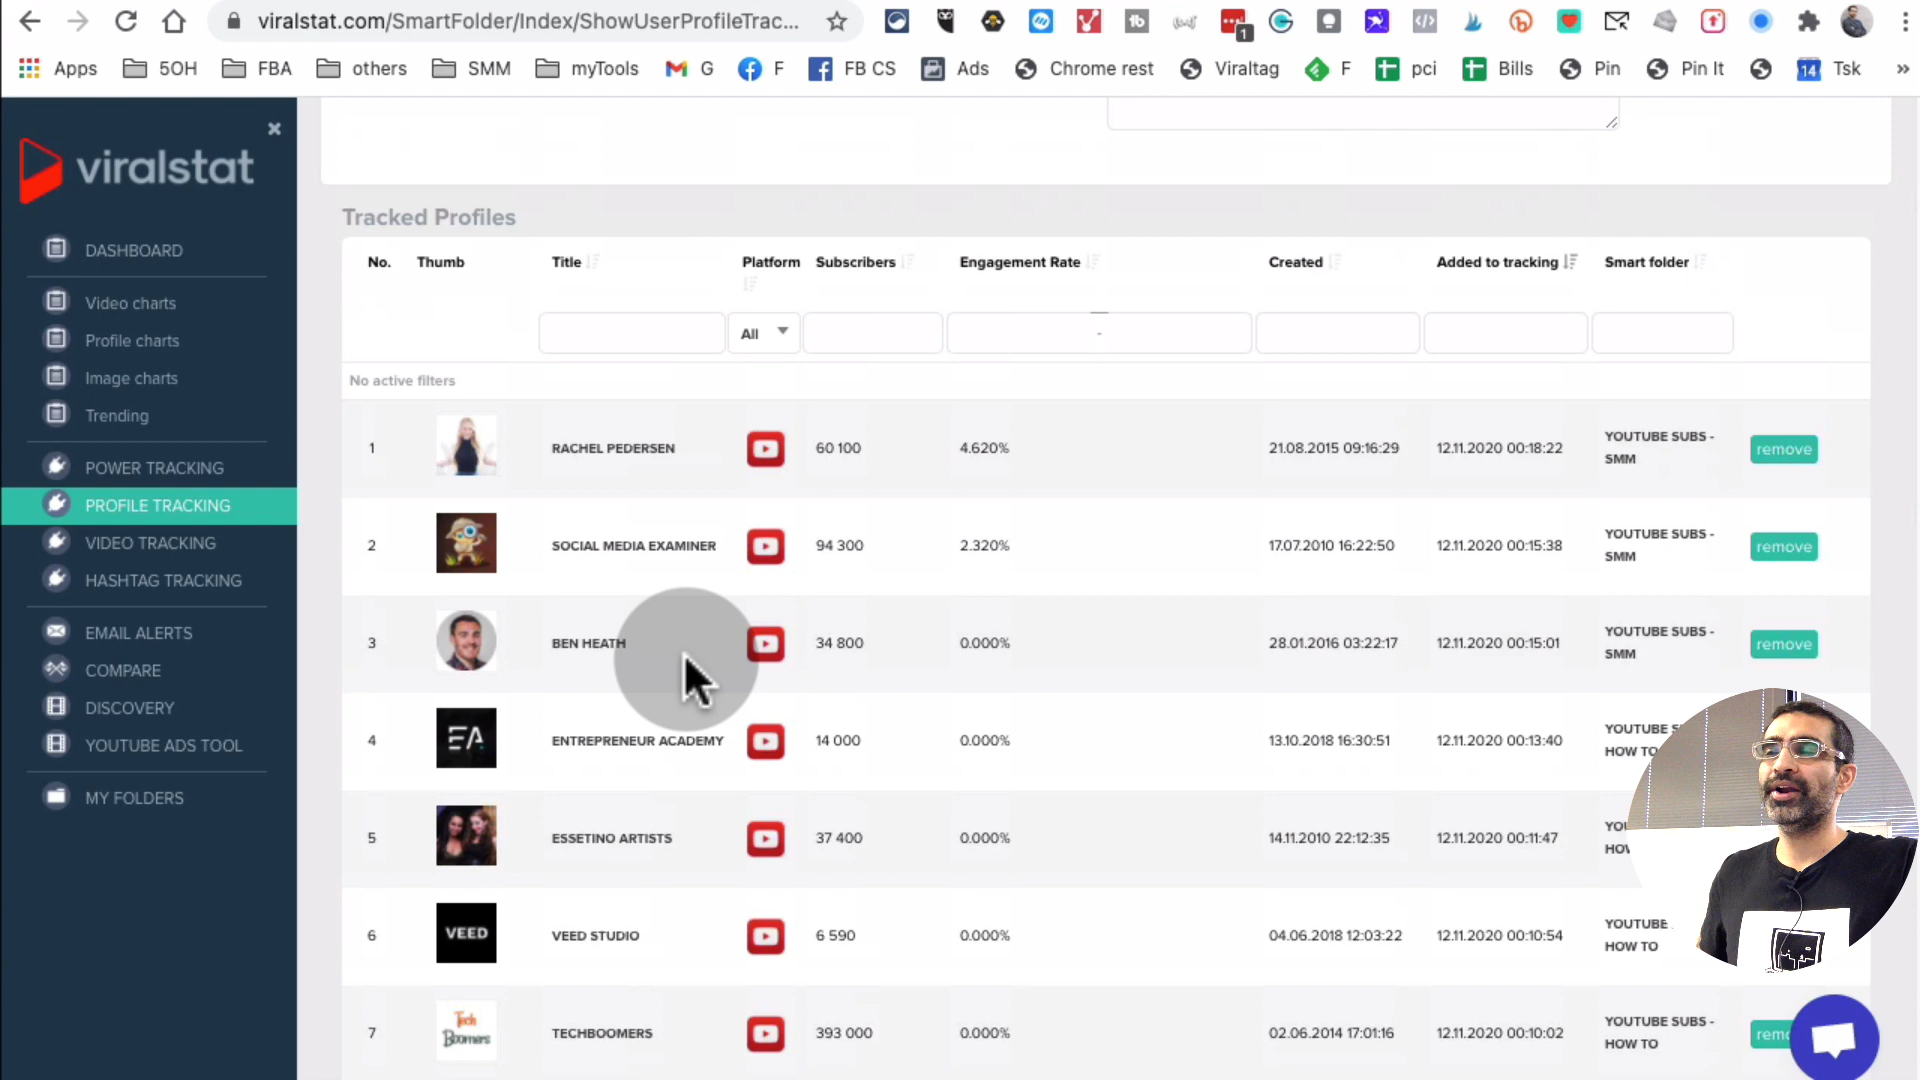 viralstat.com/SmartFolder/Index/ShowUserProfileTrac...
1
Apps 5OH FBA others SMM myTools G F FB CS Ads Chrome rest Viraltag F pci Bills Pin Pin It 14 Tsk »
viralstat
DASHBOARD
Video charts
Profile charts
Image charts
Trending
POWER TRACKING
PROFILE TRACKING
VIDEO TRACKING
HASHTAG TRACKING
EMAIL ALERTS
COMPARE
DISCOVERY
YOUTUBE ADS TOOL
MY FOLDERS
Tracked Profiles
No. Thumb Title Platform Subscribers Engagement Rate Created Added to tracking Smart folder
All -
No active filters
1 RACHEL PEDERSEN 60 100 4.620% 21.08.2015 09:16:29 12.11.2020 00:18:22 YOUTUBE SUBS - SMM remove
2 SOCIAL MEDIA EXAMINER 94 300 2.320% 17.07.2010 16:22:50 12.11.2020 00:15:38 YOUTUBE SUBS - SMM remove
3 BEN HEATH 34 800 0.000% 28.01.2016 03:22:17 12.11.2020 00:15:01 YOUTUBE SUBS - SMM remove
4 EA ENTREPRENEUR ACADEMY 14 000 0.000% 13.10.2018 16:30:51 12.11.2020 00:13:40 YOUTUBE S HOW TO
5 ESSETINO ARTISTS 37 400 0.000% 14.11.2010 22:12:35 12.11.2020 00:11:47 YO HOW
6 VEED VEED STUDIO 6 590 0.000% 04.06.2018 12:03:22 12.11.2020 00:10:54 YOUTUBE HOW TO
7 Tech Boomers TECHBOOMERS 393 000 0.000% 02.06.2014 17:01:16 12.11.2020 00:10:02 YOUTUBE SUBS - HOW TO remo